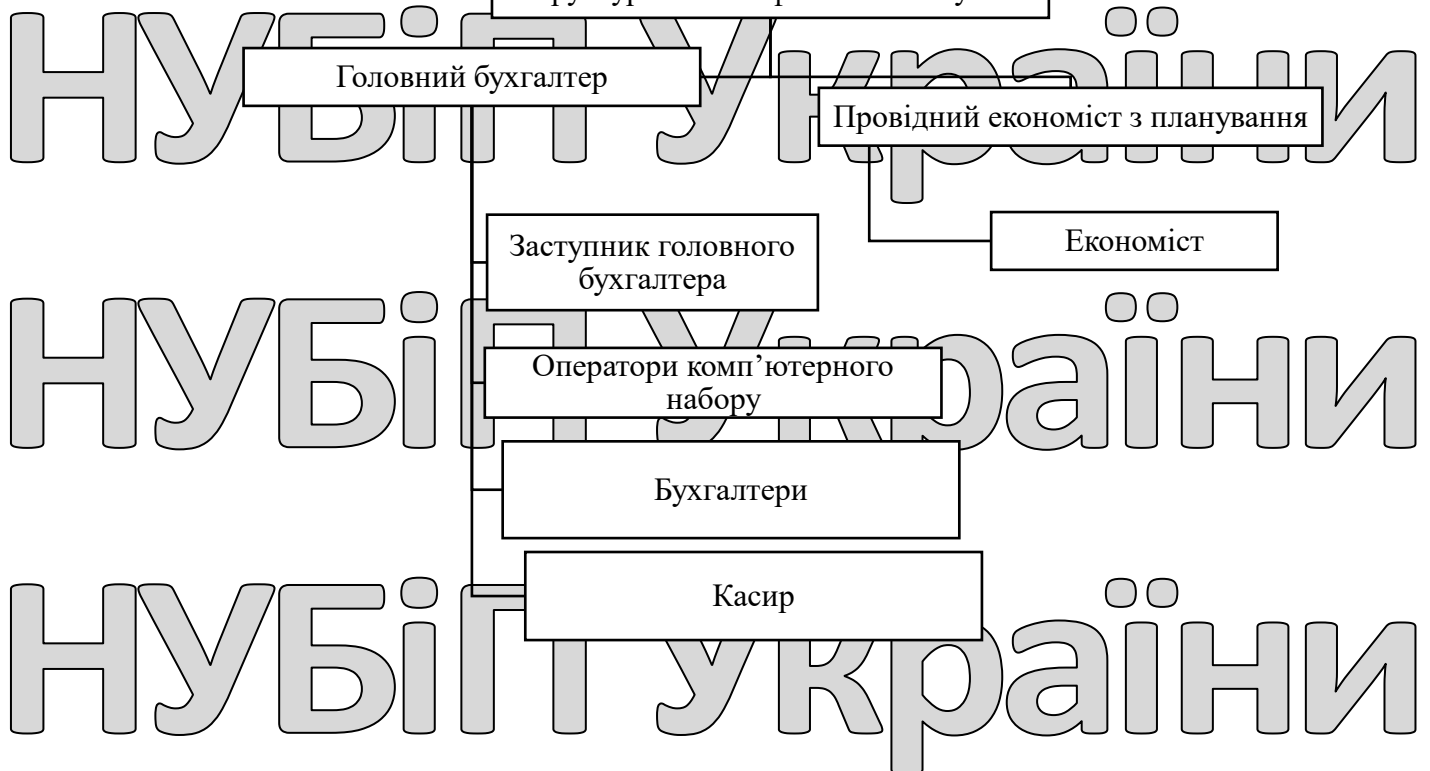 НУБіП України
Головний бухгалтер
Провідний економіст з планування
Заступник головного
бухгалтера
Економіст
НУБіП України
Оператори комп’ютерного
набору
Бухгалтери
Касир
НУБіП України